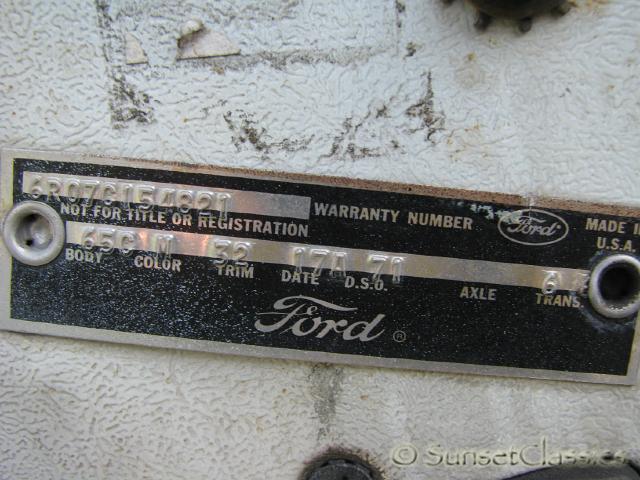 6R07C154821
NOT FOR TITLE OR REGISTRATION
WARRANTY NUMBER
Ford
MADE IN
U.S.A.
65C M 32 17A 71 6
BODY COLOR TRIM DATE D.S.O. AXLE TRANS.
Ford ®
© SunsetClassics